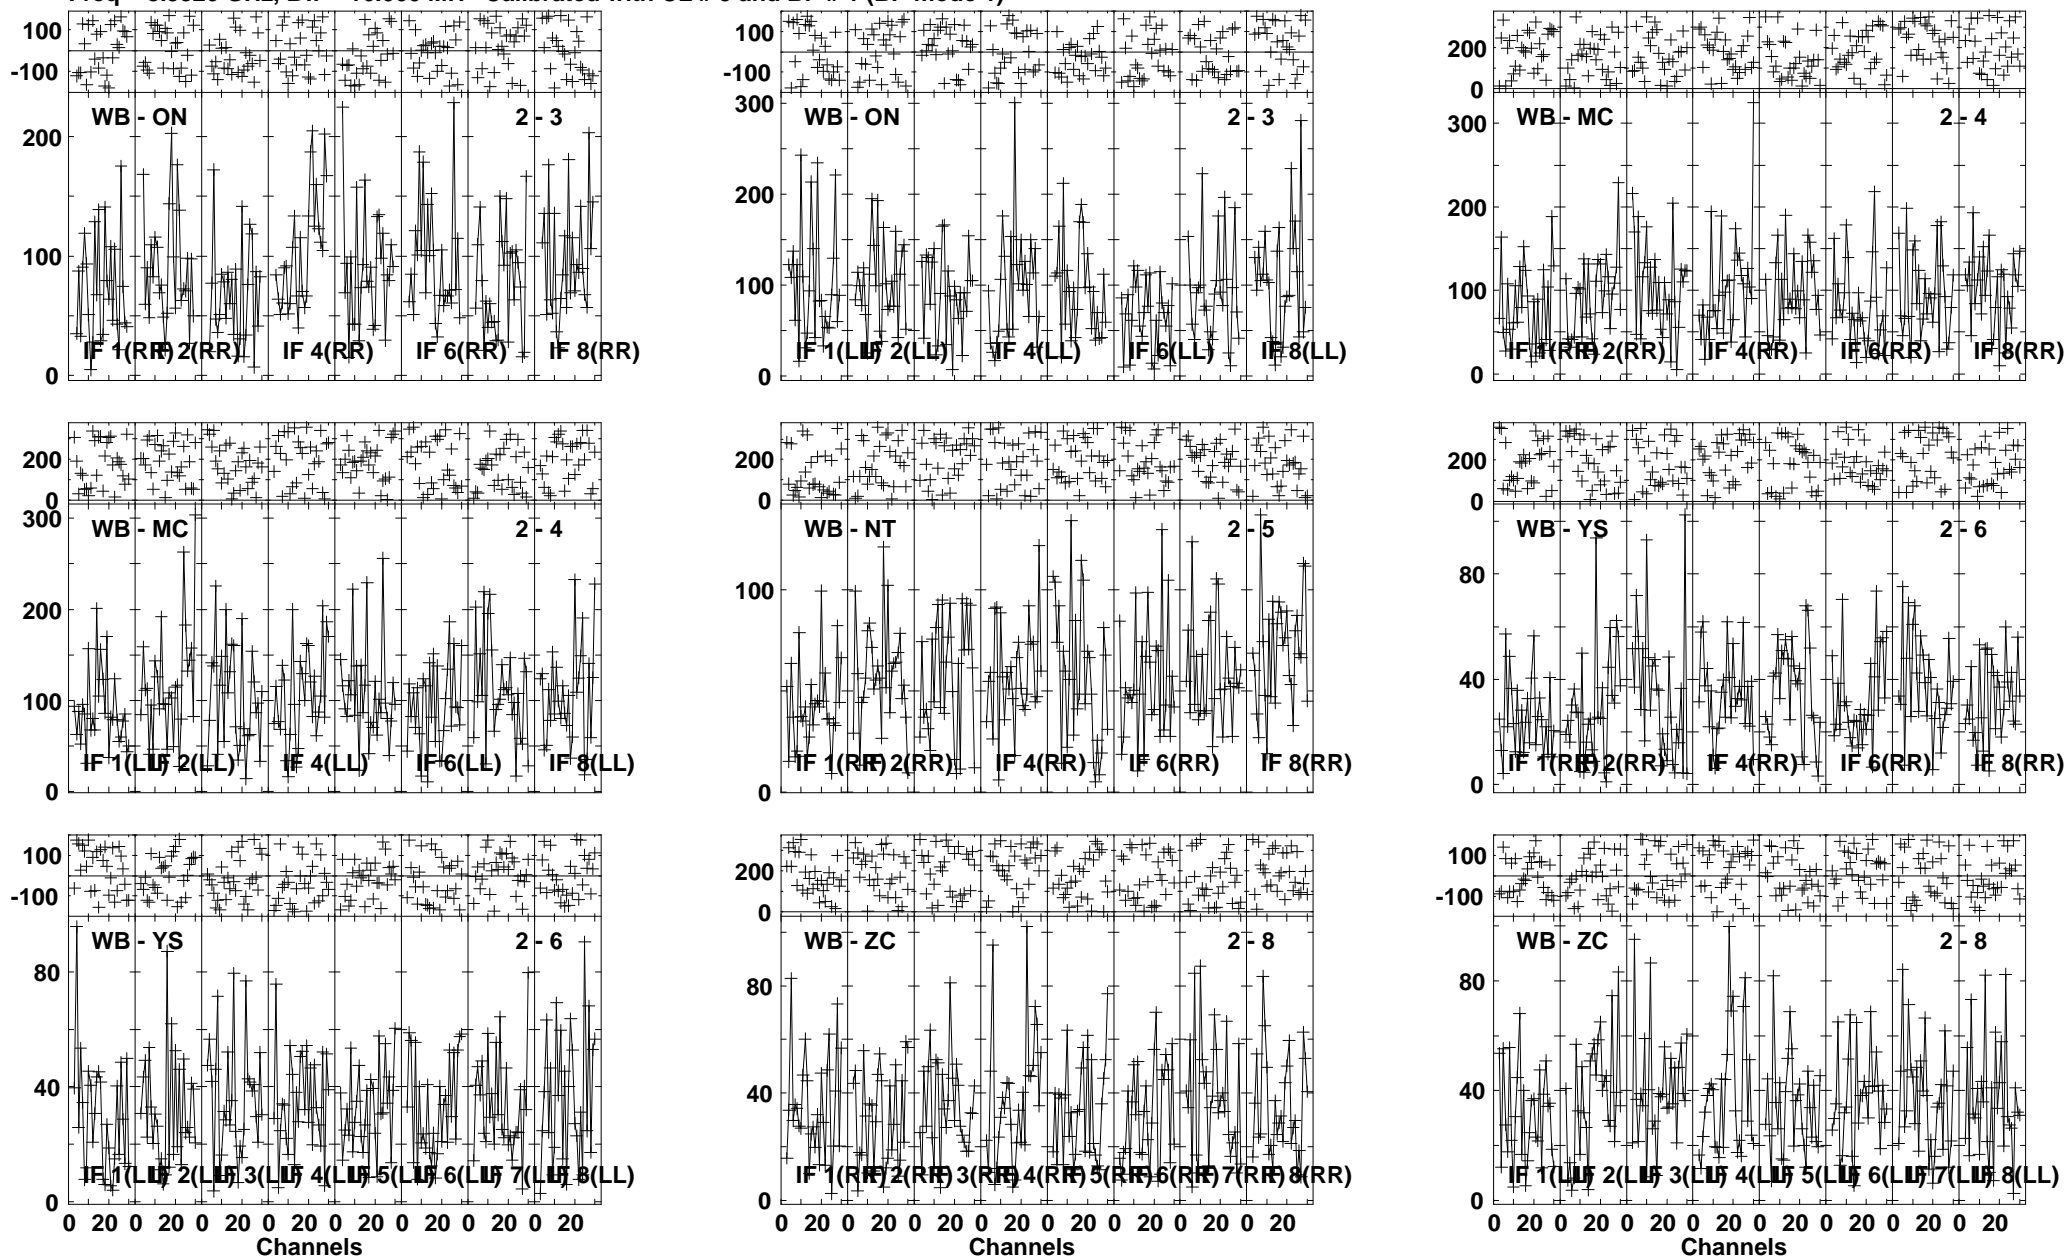 100
-100
WB - ON 2 - 3
200
100
0
IF 1(RR) IF 2(RR) IF 4(RR) IF 6(RR) IF 8(RR)
100
-100
WB - ON 2 - 3
300
200
100
0
IF 1(LL) IF 2(LL) IF 4(LL) IF 6(LL) IF 8(LL)
200
0
WB - MC 2 - 4
300
200
100
0
IF 1(RR) IF 2(RR) IF 4(RR) IF 6(RR) IF 8(RR)
200
0
WB - MC 2 - 4
300
200
100
0
IF 1(LL) IF 2(LL) IF 4(LL) IF 6(LL) IF 8(LL)
200
0
WB - NT 2 - 5
100
0
IF 1(RR) IF 2(RR) IF 4(RR) IF 6(RR) IF 8(RR)
200
0
WB - YS 2 - 6
80
40
0
IF 1(RR) IF 2(RR) IF 4(RR) IF 6(RR) IF 8(RR)
100
-100
WB - YS 2 - 6
80
40
0
IF 1(LL) IF 2(LL) IF 3(LL) IF 4(LL) IF 5(LL) IF 6(LL) IF 7(LL) IF 8(LL)
0 20 0 20 0 20 0 20 0 20 0 20 0 20 0 20
Channels
200
0
WB - ZC 2 - 8
80
40
0
IF 1(RR) IF 2(RR) IF 3(RR) IF 4(RR) IF 5(RR) IF 6(RR) IF 7(RR) IF 8(RR)
0 20 0 20 0 20 0 20 0 20 0 20 0 20 0 20
100
-100
WB - ZC 2 - 8
80
40
0
IF 1(LL) IF 2(LL) IF 3(LL) IF 4(LL) IF 5(LL) IF 6(LL) IF 7(LL) IF 8(LL)
0 20 0 20 0 20 0 20 0 20 0 20 0 20 0 20
Channels